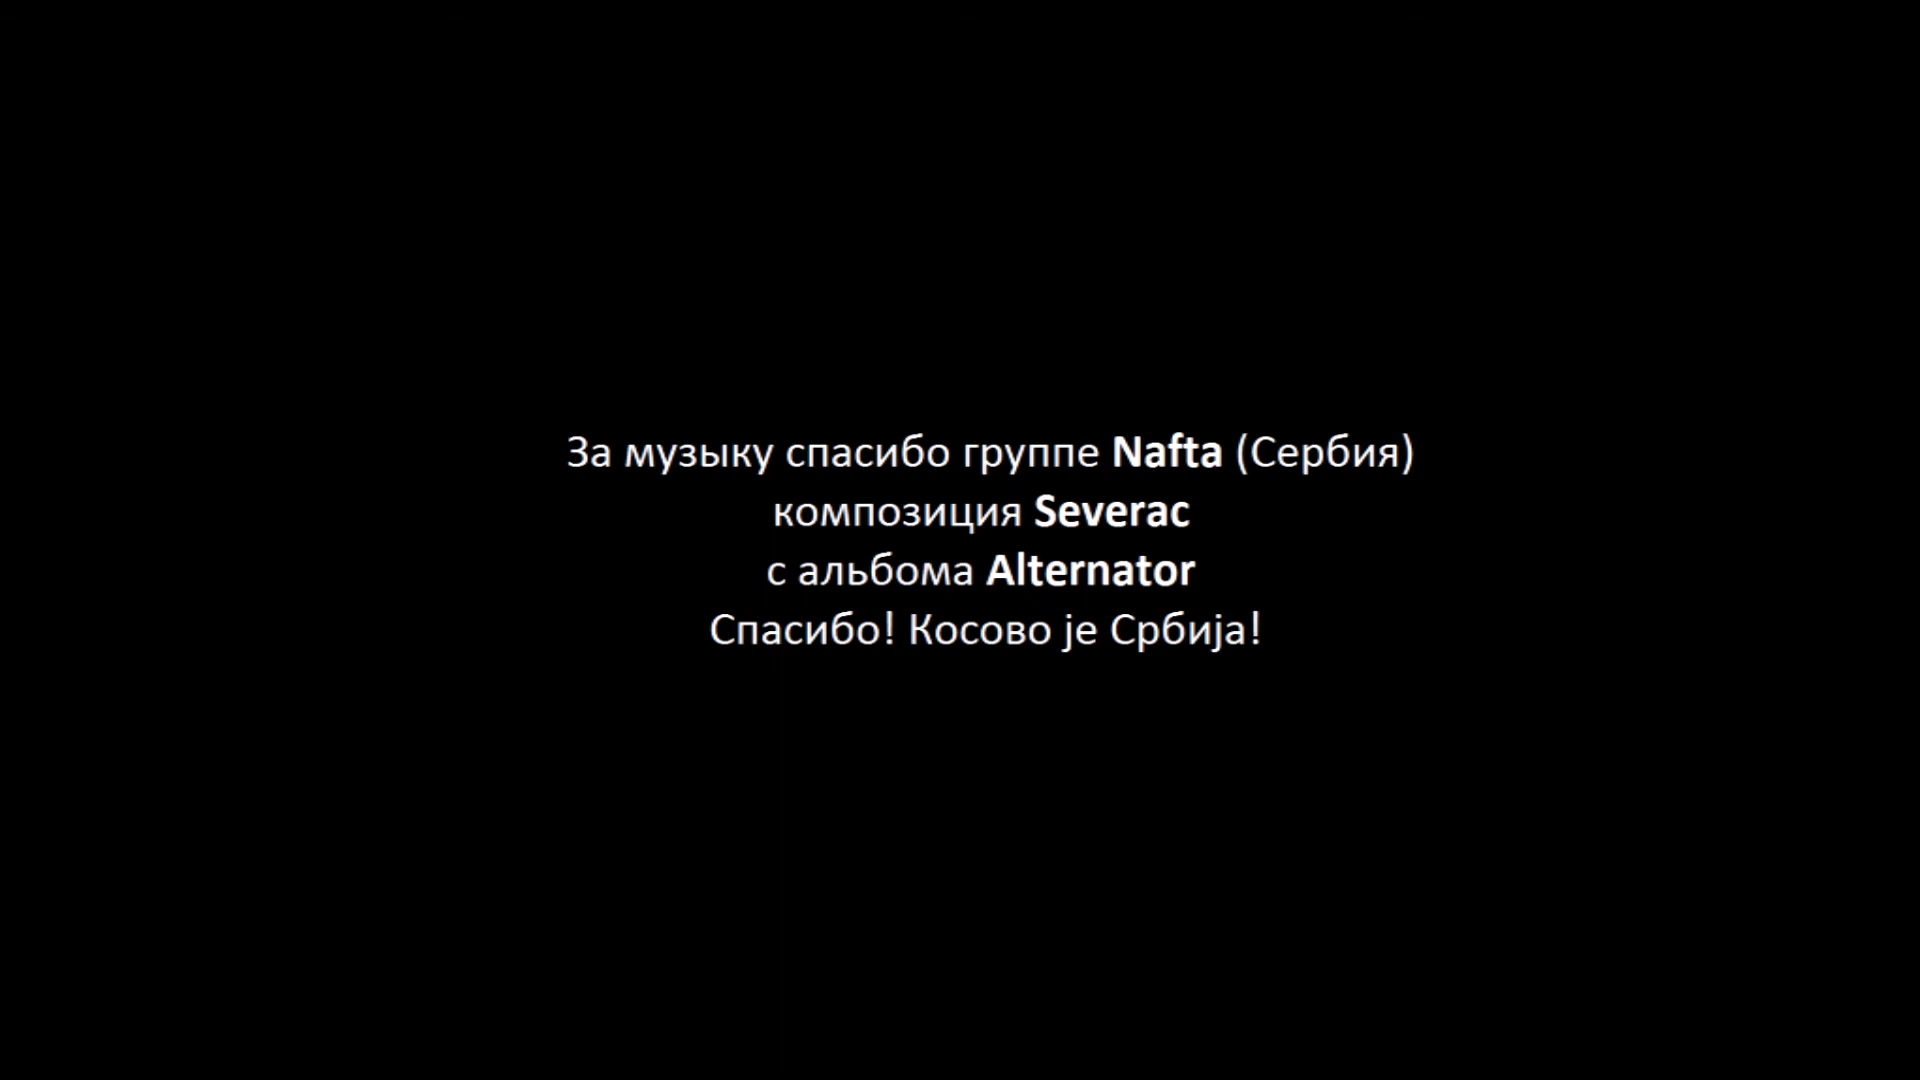 За музыку спасибо группе Nafta (Сербия)
композиция Severac
с альбома Alternator
Спасибо! Косово је Србија!